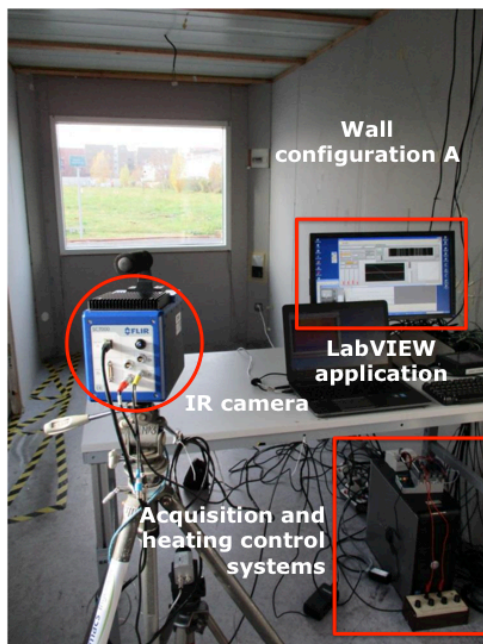 Wall
configuration A
FLIR
LabVIEW
application
IR camera
Acquisition and
heating control
systems